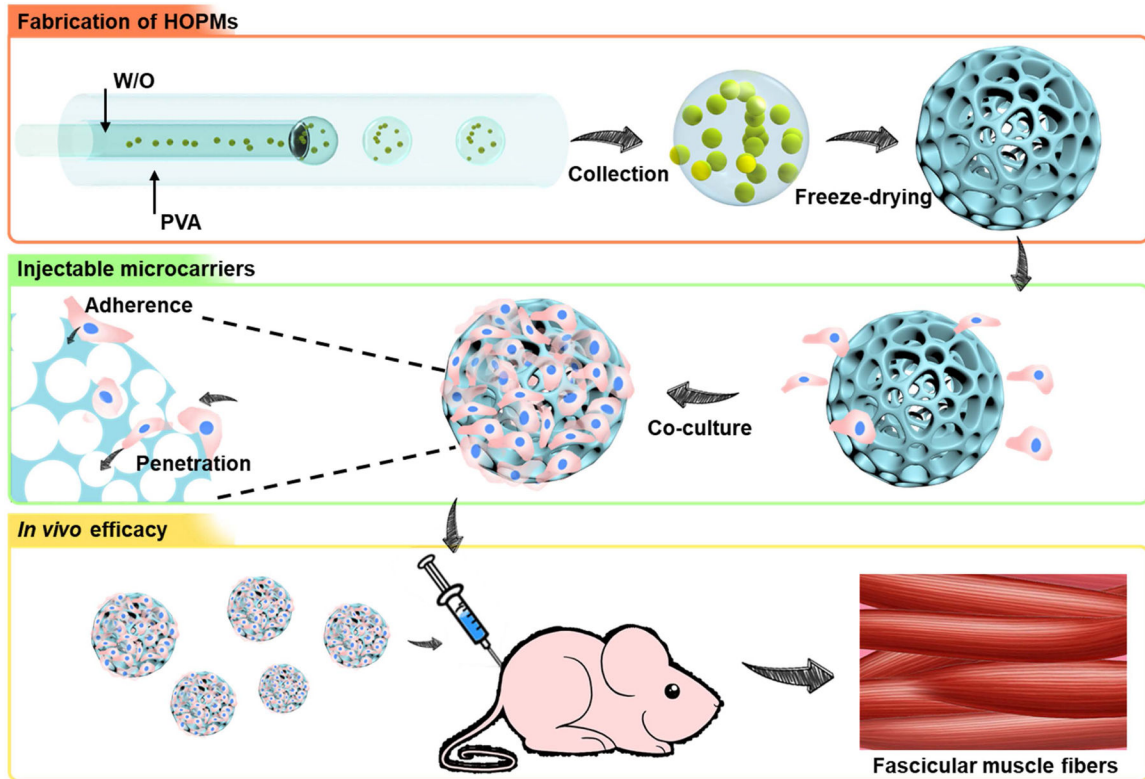 Fabrication of HOPMs
W/O
PVA
Collection
Freeze-drying
Injectable microcarriers
Adherence
Penetration
Co-culture
In vivo efficacy
Fascicular muscle fibers